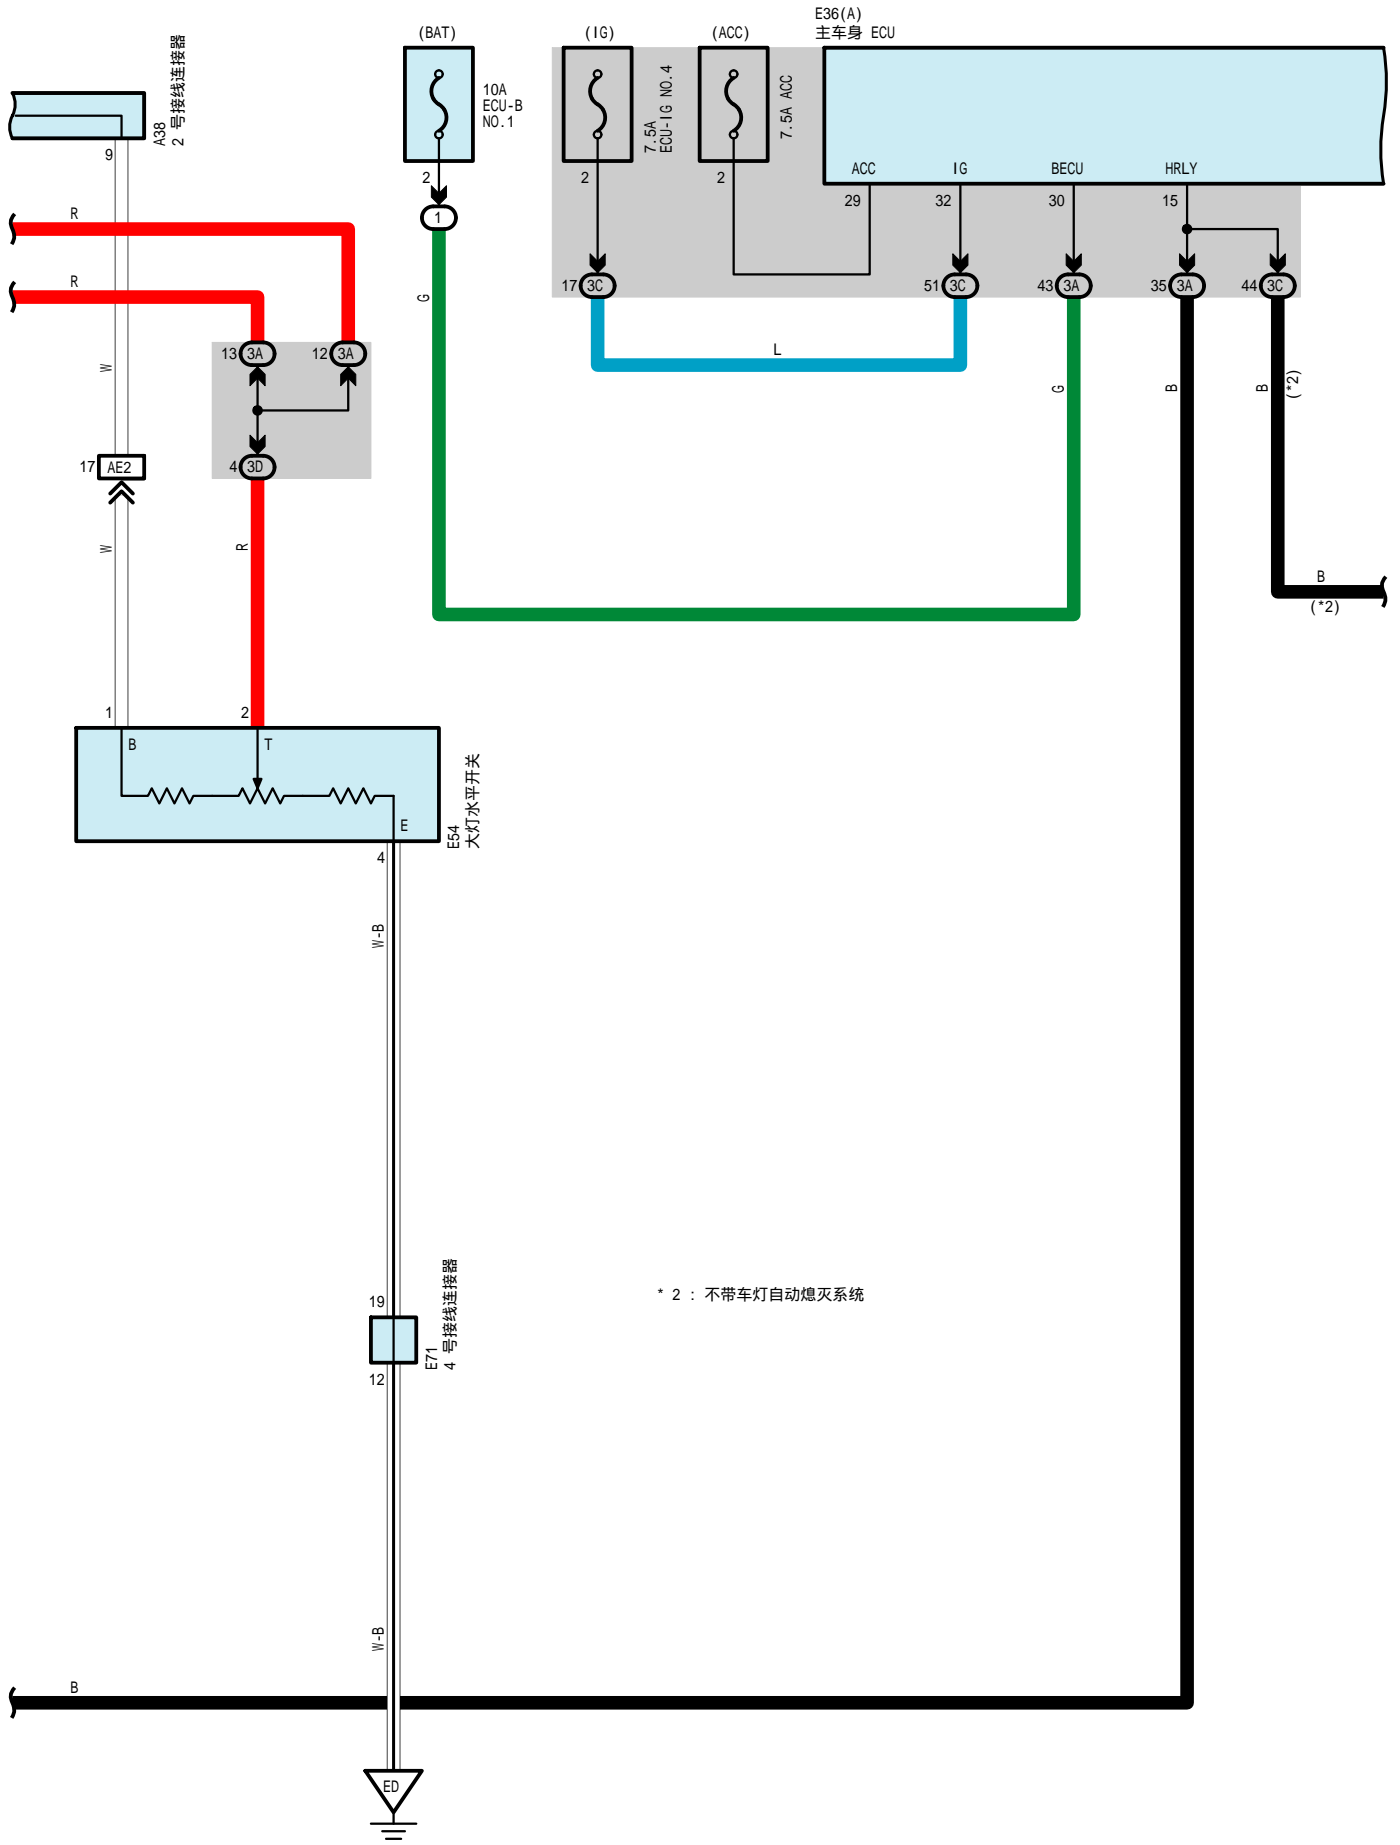 E36(A)
主车身 ECU
(BAT)
(IG)
(ACC)
A38
2 号接线连接器
10A
ECU-B
NO.1
7.5A
ECU-IG NO.4
7.5A ACC
9
2
2
2
ACC
IG
BECU
HRLY
29
32
30
15
R
1
R
G
17
3C
51
3C
43
3A
35
3A
44
3C
L
13
3A
12
3A
W
G
B
B
(*2)
17
AE2
4
3D
W
R
B
(*2)
1
2
B
T
E
E54
大灯水平开关
4
W-B
19
E71
4 号接线连接器
12
* 2 : 不带车灯自动熄灭系统
W-B
B
ED